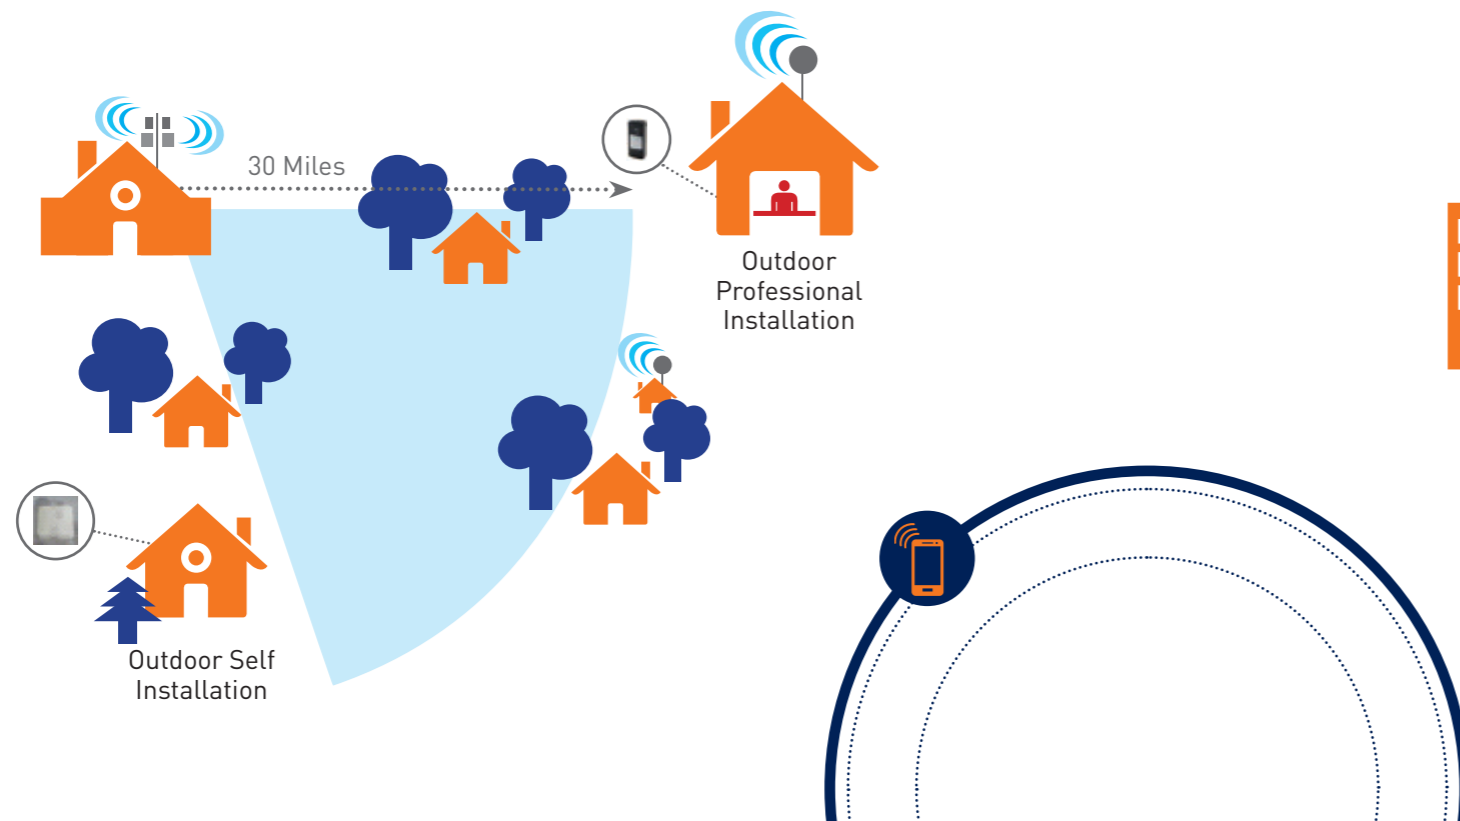 30 Miles
Outdoor
Professional
Installation
Outdoor Self
Installation